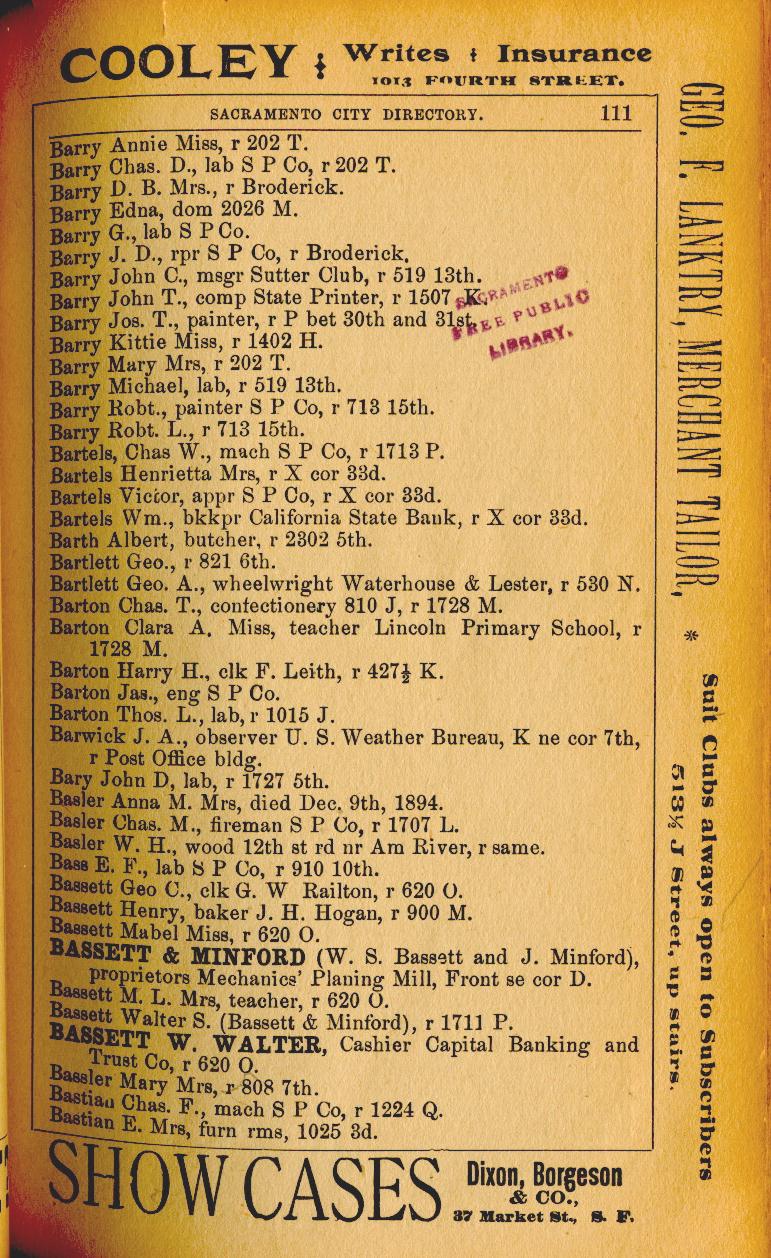 COOLEY : Writes : Insurance
1013 FOURTH STREET.
SACRAMENTO CITY DIRECTORY. 111
Barry Annie Miss, r 202 T.
Barry Chas. D., lab S P Co, r 202 T.
Barry D. B. Mrs., r Broderick.
Barry Edna, dom 2026 M.
Barry G., lab S P Co.
Barry J. D., rpr S P Co, r Broderick.
Barry John C., msgr Sutter Club, r 519 13th.
Barry John T., comp State Printer, r 1507 K.
Barry Jos. T., painter, r P bet 30th and 31st.
Barry Kittie Miss, r 1402 H.
Barry Mary Mrs, r 202 T.
Barry Michael, lab, r 519 13th.
Barry Robt., painter S P Co, r 713 15th.
Barry Robt. L., r 713 15th.
Bartels, Chas W., mach S P Co, r 1713 P.
Bartels Henrietta Mrs, r X cor 33d.
Bartels Victor, appr S P Co, r X cor 33d.
Bartels Wm., bkkpr California State Bank, r X cor 33d.
Barth Albert, butcher, r 2302 5th.
Bartlett Geo., r 821 6th.
Bartlett Geo. A., wheelwright Waterhouse & Lester, r 530 N.
Barton Chas. T., confectionery 810 J, r 1728 M.
Barton Clara A. Miss, teacher Lincoln Primary School, r
1728 M.
Barton Harry H., clk F. Leith, r 427½ K.
Barton Jas., eng S P Co.
Barton Thos. L., lab, r 1015 J.
Barwick J. A., observer U. S. Weather Bureau, K ne cor 7th,
r Post Office bldg.
Bary John D, lab, r 1727 5th.
Basler Anna M. Mrs, died Dec. 9th, 1894.
Basler Chas. M., fireman S P Co, r 1707 L.
Basler W. H., wood 12th st rd nr Am River, r same.
Bass E. F., lab S P Co, r 910 10th.
Bassett Geo C., clk G. W Railton, r 620 O.
Bassett Henry, baker J. H. Hogan, r 900 M.
Bassett Mabel Miss, r 620 O.
BASSETT & MINFORD (W. S. Bassett and J. Minford),
proprietors Mechanics' Planing Mill, Front se cor D.
Bassett M. L. Mrs, teacher, r 620 O.
Bassett Walter S. (Bassett & Minford), r 1711 P.
BASSETT W. WALTER, Cashier Capital Banking and
Trust Co, r 620 O.
Bassler Mary Mrs, r 808 7th.
Bastian Chas. F., mach S P Co, r 1224 Q.
Bastian E. Mrs, furn rms, 1025 3d.
SACRAMENTO
FREE PUBLIC
LIBRARY.
GEO. F. LANKTRY, MERCHANT TAILOR, *
Suit Clubs always open to Subscribers
513½ J Street, up stairs.
SHOW CASES
Dixon, Borgeson
& CO.,
37 Market St., S. F.